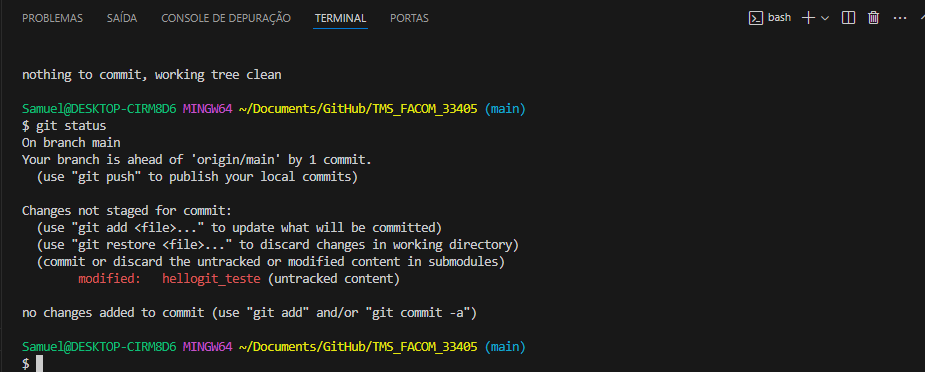 PROBLEMAS SAÍDA CONSOLE DE DEPURAÇÃO TERMINAL PORTAS bash
nothing to commit, working tree clean
Samuel@DESKTOP-CIRM8D6 MINGW64 ~/Documents/GitHub/TMS_FACOM_33405 (main)
$ git status
On branch main
Your branch is ahead of 'origin/main' by 1 commit.
(use "git push" to publish your local commits)
Changes not staged for commit:
(use "git add <file>..." to update what will be committed)
(use "git restore <file>..." to discard changes in working directory)
(commit or discard the untracked or modified content in submodules)
modified: hellogit_teste (untracked content)
no changes added to commit (use "git add" and/or "git commit -a")
Samuel@DESKTOP-CIRM8D6 MINGW64 ~/Documents/GitHub/TMS_FACOM_33405 (main)
$